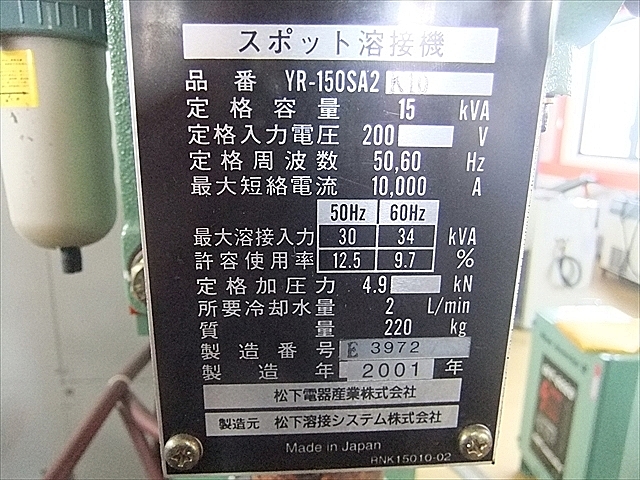 スポット溶接機
品番 YR-150SA2 K10
定格容量 15 kVA
定格入力電圧 200 V
定格周波数 50,60 Hz
最大短絡電流 10,000 A
50Hz 60Hz
最大溶接入力 30 34 kVA
許容使用率 12.5 9.7 %
定格加圧力 4.9 kN
所要冷却水量 2 L/min
質量 220 kg
製造番号 E 3972
製造年 2001年
松下電器産業株式会社
製造元 松下溶接システム株式会社
Made in Japan
RNK15010-02